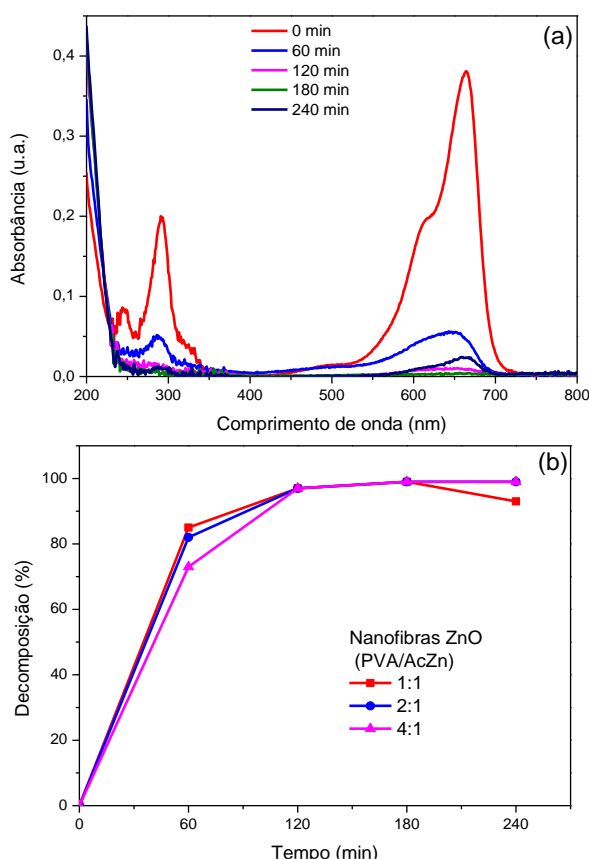 (a)
0 min
60 min
120 min
180 min
240 min
0,4
0,3
0,2
0,1
0,0
Absorbância (u.a.)
200 300 400 500 600 700 800
Comprimento de onda (nm)
(b)
100
80
60
40
20
0
Decomposição (%)
Nanofibras ZnO
(PVA/AcZn)
1:1
2:1
4:1
0 60 120 180 240
Tempo (min)